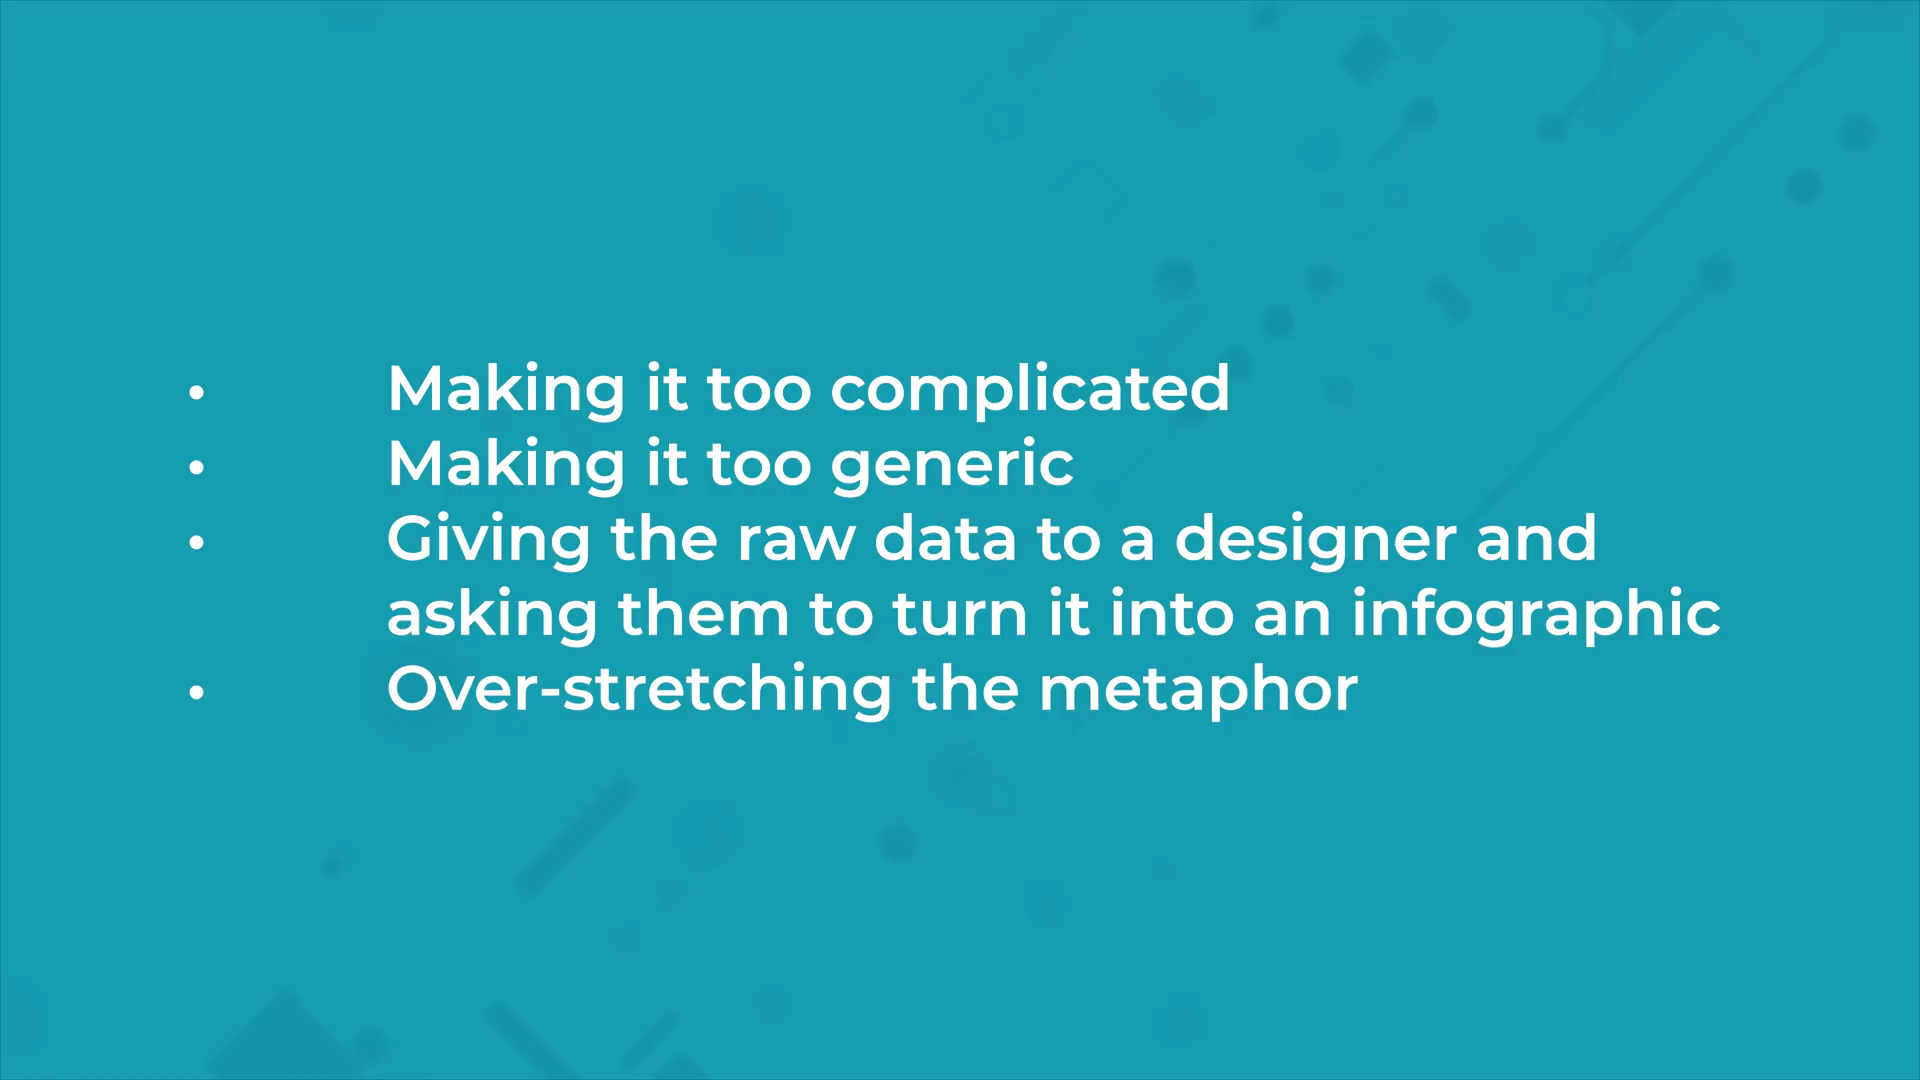 • Making it too complicated
• Making it too generic
• Giving the raw data to a designer and
asking them to turn it into an infographic
• Over-stretching the metaphor